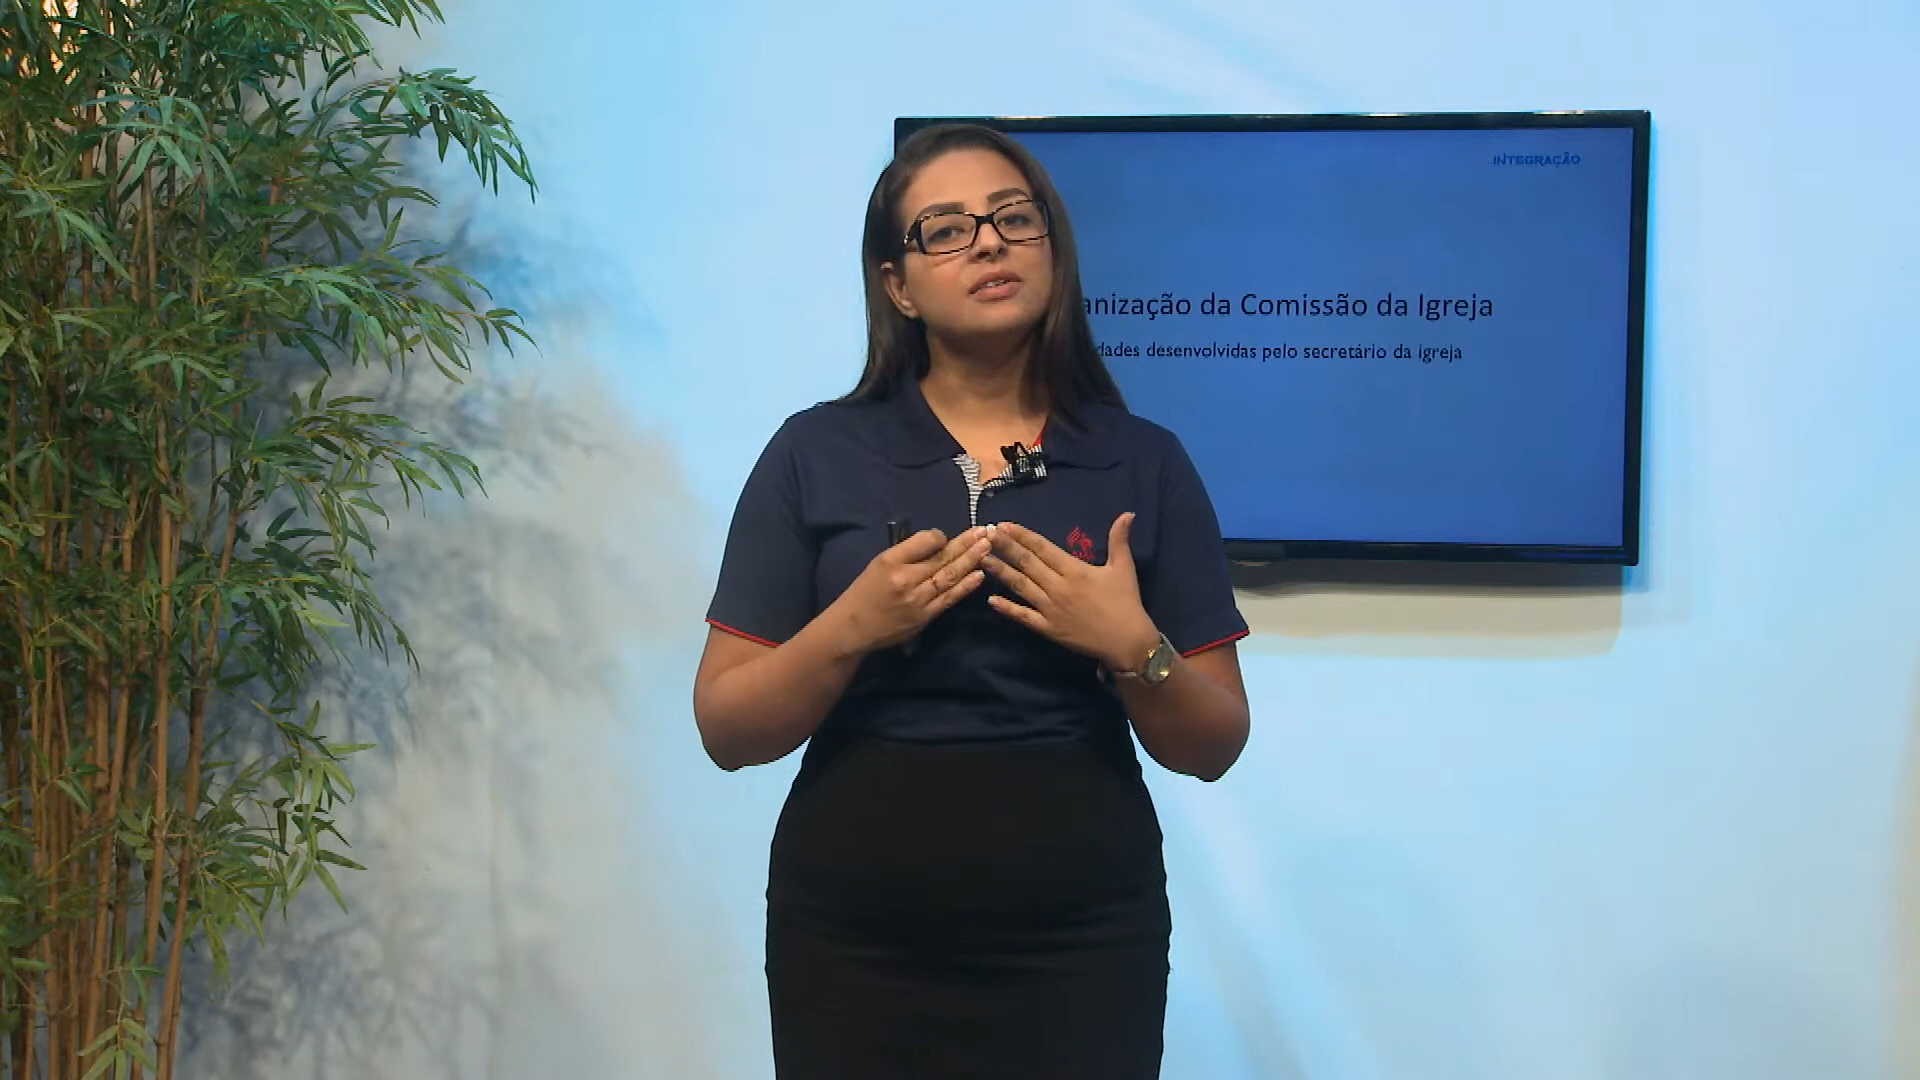 INTEGRAÇÃO
anização da Comissão da Igreja
dades desenvolvidas pelo secretário da igreja